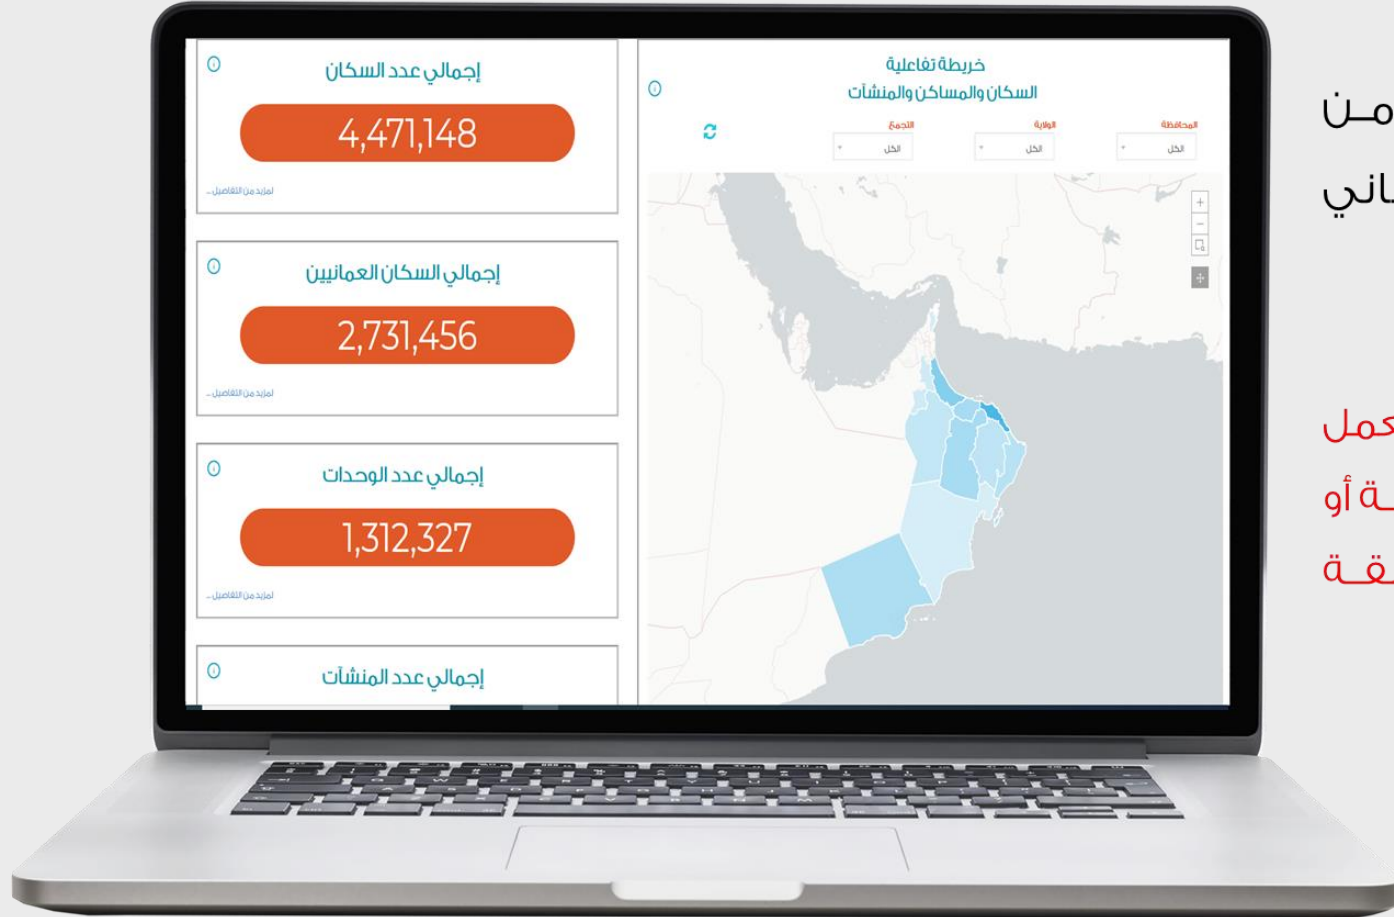 خريطة تفاعلية
السكان والمساكن والمنشآت
المحافظة
الولاية
التجمع
الكل
الكل
الكل
+
−
إجمالي عدد السكان
4,471,148
لمزيد من التفاصيل ...
إجمالي السكان العمانيين
2,731,456
لمزيد من التفاصيل ...
إجمالي عدد الوحدات
1,312,327
لمزيد من التفاصيل ...
إجمالي عدد المنشآت
مـن
أو